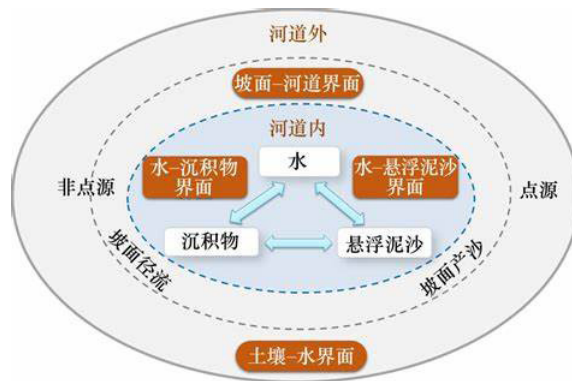 河道外
坡面–河道界面
河道内
水–沉积物
界面
水
水–悬浮泥沙
界面
非点源
点源
沉积物
悬浮泥沙
坡面径流
坡面产沙
土壤–水界面